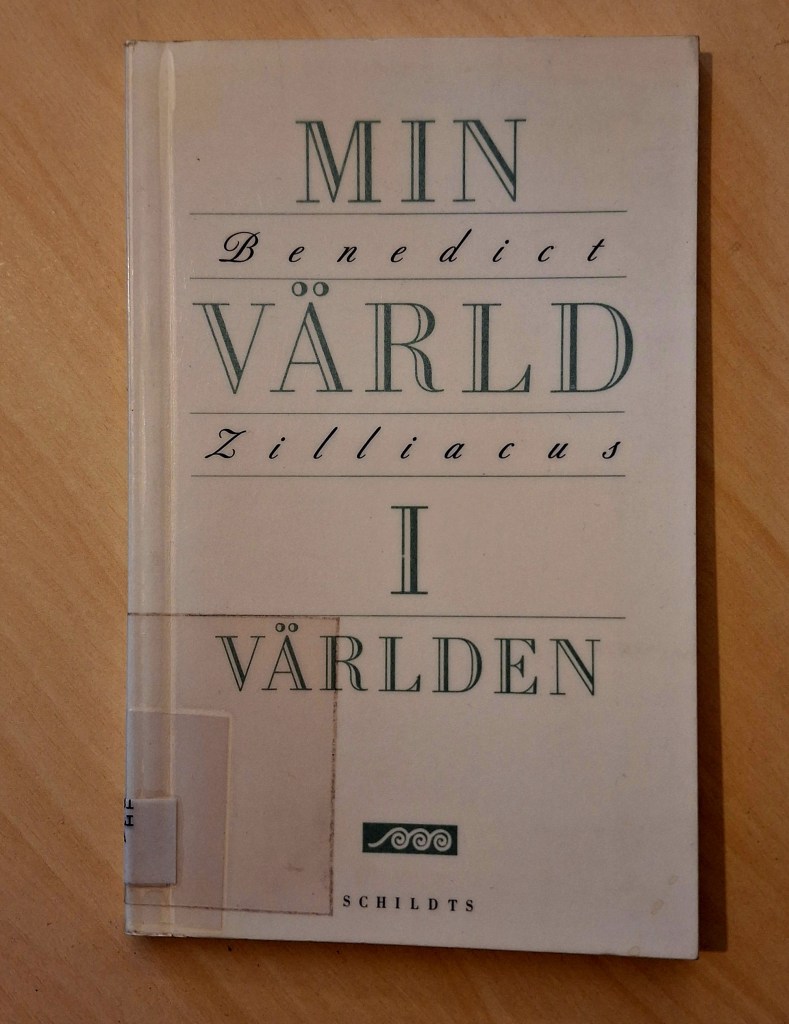 MIN
Benedict
VÄRLD
Zilliacus
I
VÄRLDEN
SCHILDTS